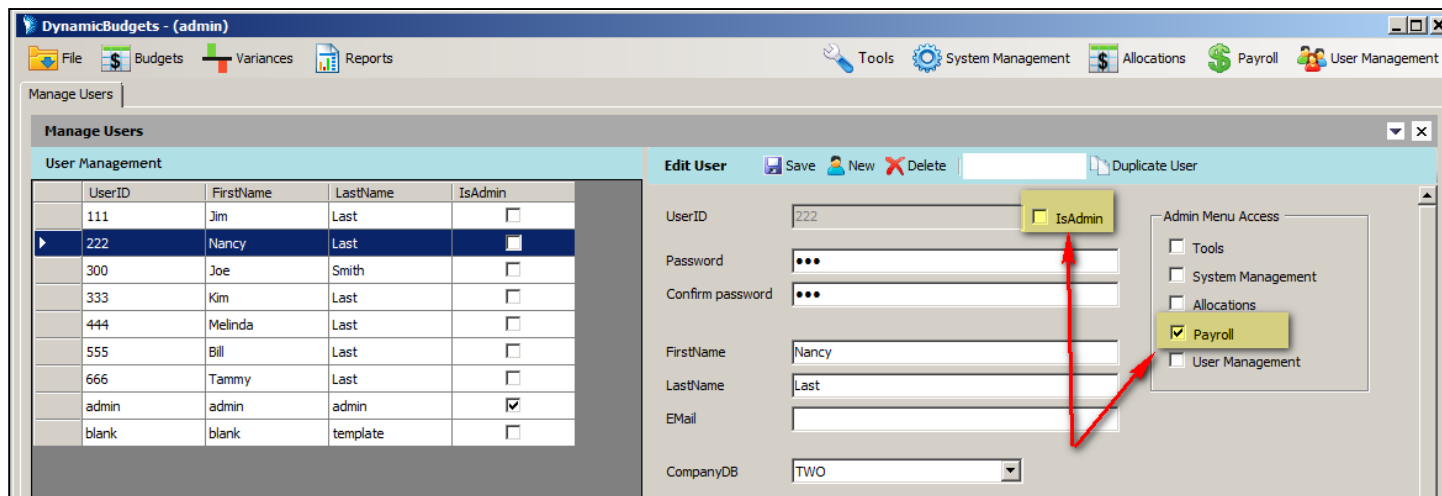 DynamicBudgets - (admin)
File Budgets Variances Reports Tools System Management Allocations Payroll User Management
Manage Users
Manage Users
User Management
UserID FirstName LastName IsAdmin
111 Jim Last
222 Nancy Last
300 Joe Smith
333 Kim Last
444 Melinda Last
555 Bill Last
666 Tammy Last
admin admin admin
blank blank template
Edit User Save New Delete Duplicate User
UserID 222 IsAdmin
Password •••
Confirm password •••
FirstName Nancy
LastName Last
EMail
CompanyDB TWO
Admin Menu Access
Tools
System Management
Allocations
Payroll
User Management